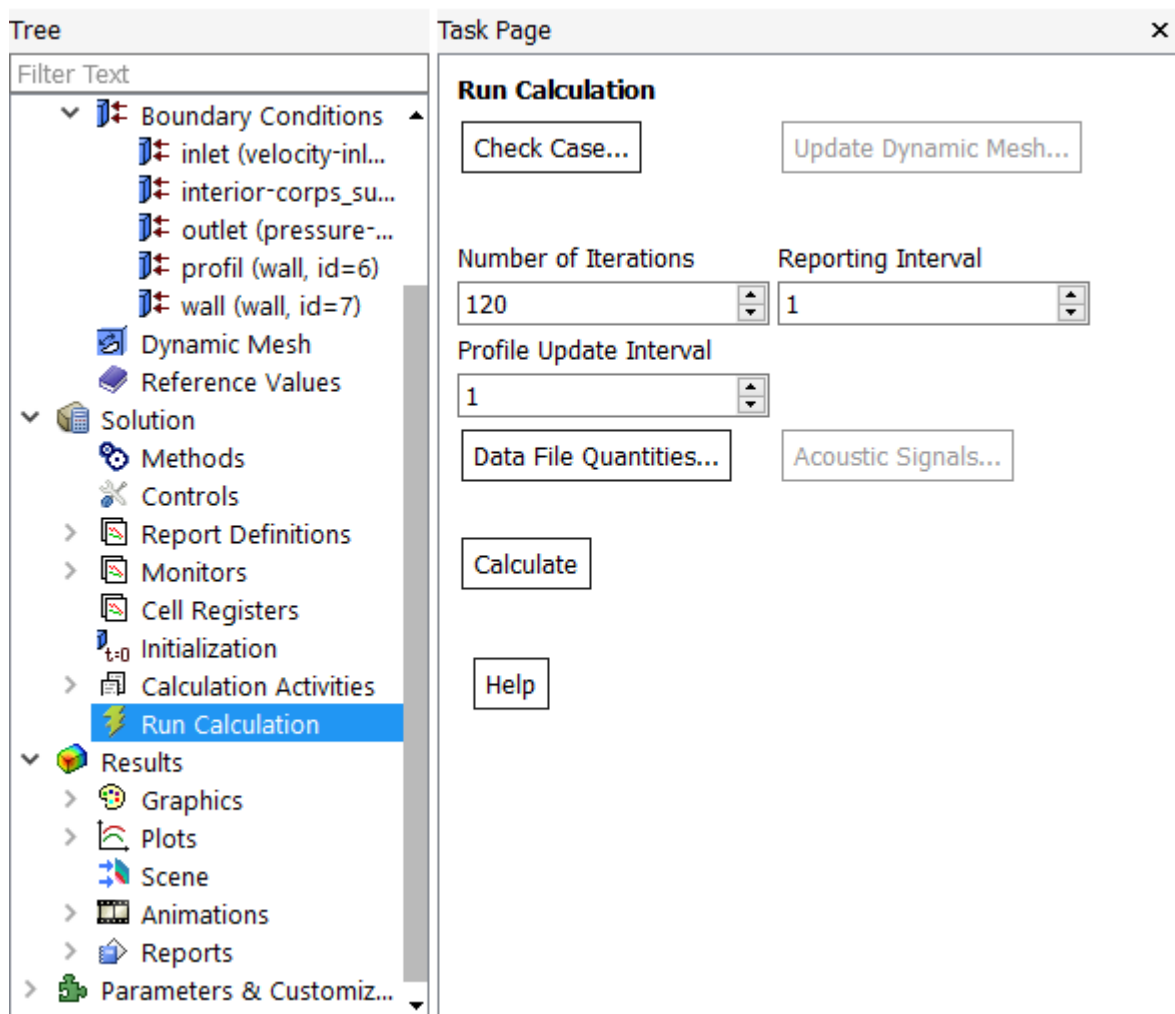 Tree
Filter Text
Boundary Conditions
inlet (velocity-inl...
interior-corps_su...
outlet (pressure-...
profil (wall, id=6)
wall (wall, id=7)
Dynamic Mesh
Reference Values
Solution
Methods
Controls
Report Definitions
Monitors
Cell Registers
t=0 Initialization
Calculation Activities
Run Calculation
Results
Graphics
Plots
Scene
Animations
Reports
Parameters & Customiz...
Task Page
Run Calculation
Check Case... Update Dynamic Mesh...
Number of Iterations Reporting Interval
120 1
Profile Update Interval
1
Data File Quantities... Acoustic Signals...
Calculate
Help